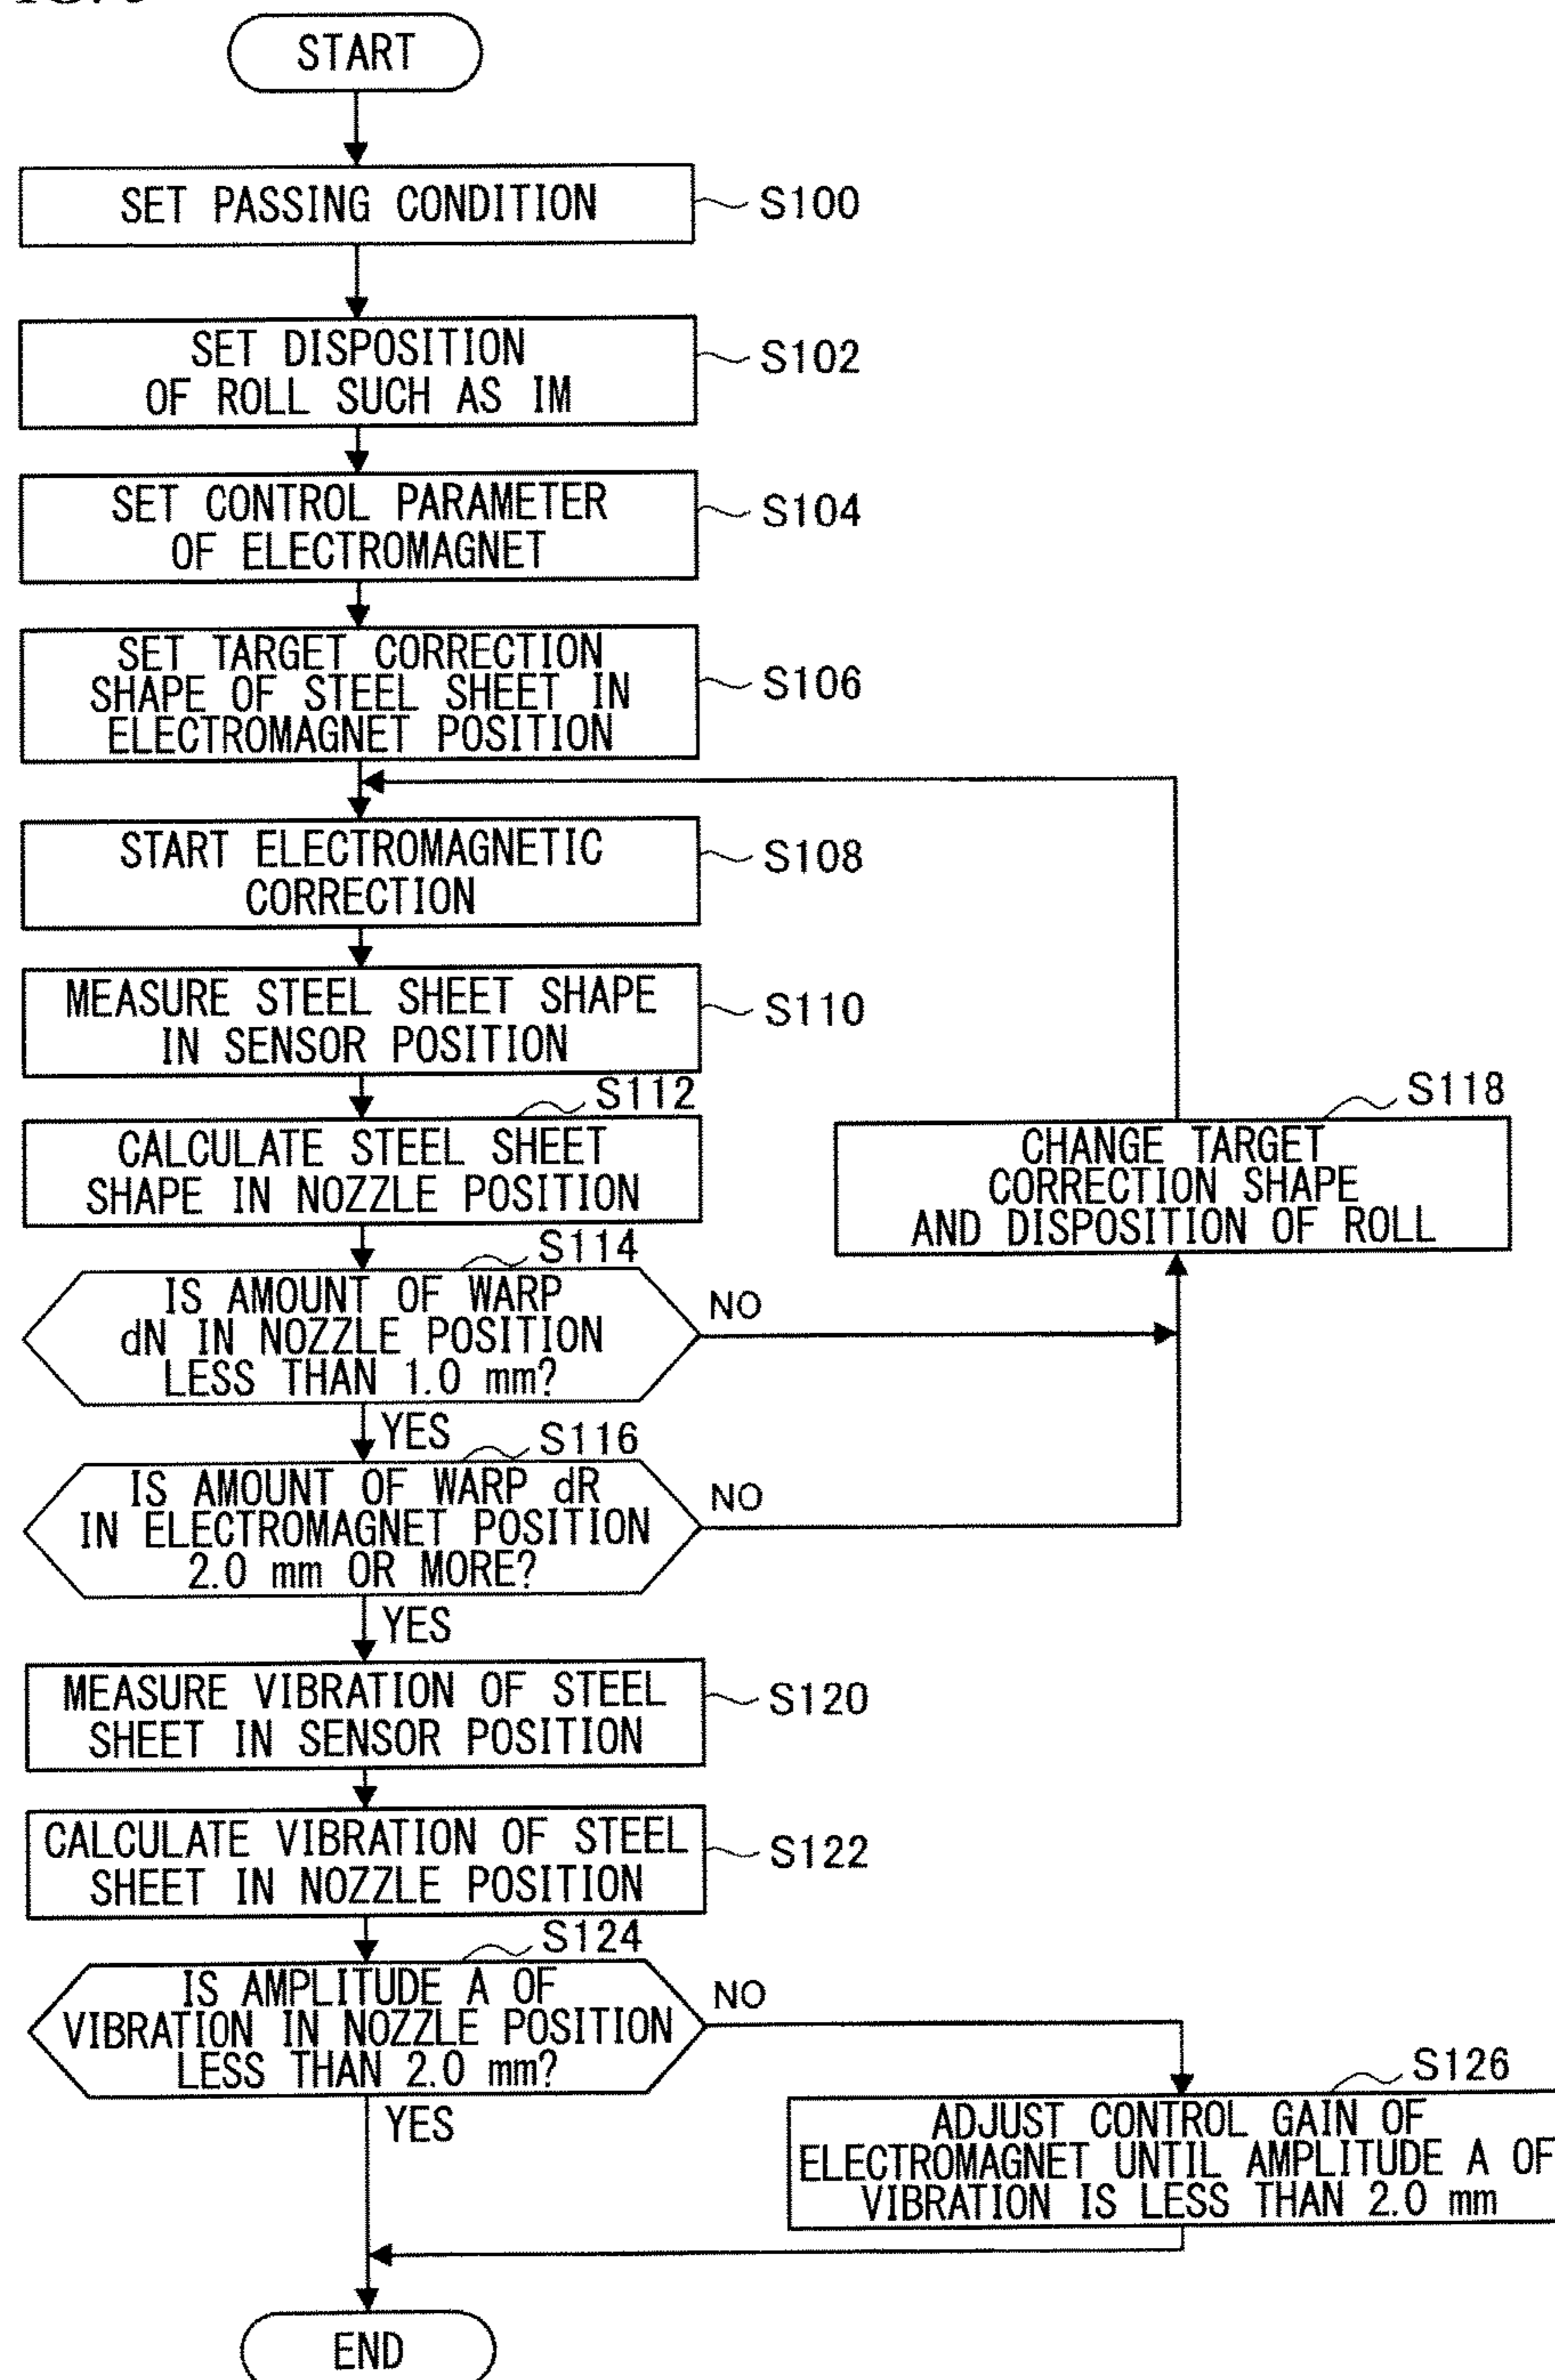 START
SET PASSING CONDITION
S100
SET DISPOSITION
OF ROLL SUCH AS IM
S102
SET CONTROL PARAMETER
OF ELECTROMAGNET
S104
SET TARGET CORRECTION
SHAPE OF STEEL SHEET IN
ELECTROMAGNET POSITION
S106
START ELECTROMAGNETIC
CORRECTION
S108
MEASURE STEEL SHEET SHAPE
IN SENSOR POSITION
S110
S112
CALCULATE STEEL SHEET
SHAPE IN NOZZLE POSITION
S118
CHANGE TARGET
CORRECTION SHAPE
AND DISPOSITION OF ROLL
S114
IS AMOUNT OF WARP
dN IN NOZZLE POSITION
LESS THAN 1.0 mm?
NO
YES
S116
IS AMOUNT OF WARP dR
IN ELECTROMAGNET POSITION
2.0 mm OR MORE?
NO
YES
MEASURE VIBRATION OF STEEL
SHEET IN SENSOR POSITION
S120
CALCULATE VIBRATION OF STEEL
SHEET IN NOZZLE POSITION
S122
S124
IS AMPLITUDE A OF
VIBRATION IN NOZZLE POSITION
LESS THAN 2.0 mm?
NO
YES
S126
ADJUST CONTROL GAIN OF
ELECTROMAGNET UNTIL AMPLITUDE A OF
VIBRATION IS LESS THAN 2.0 mm
END